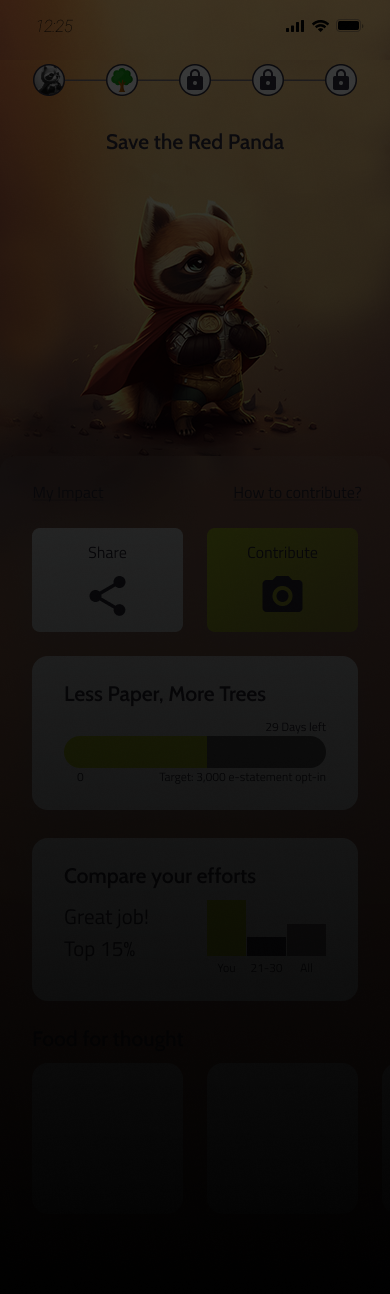 12:25
Save the Red Panda
My Impact
How to contribute?
Share
Contribute
Less Paper, More Trees
29 Days left
0
Target: 3,000 e-statement opt-in
Compare your efforts
Great job!
Top 15%
You
21-30
All
Food for thought